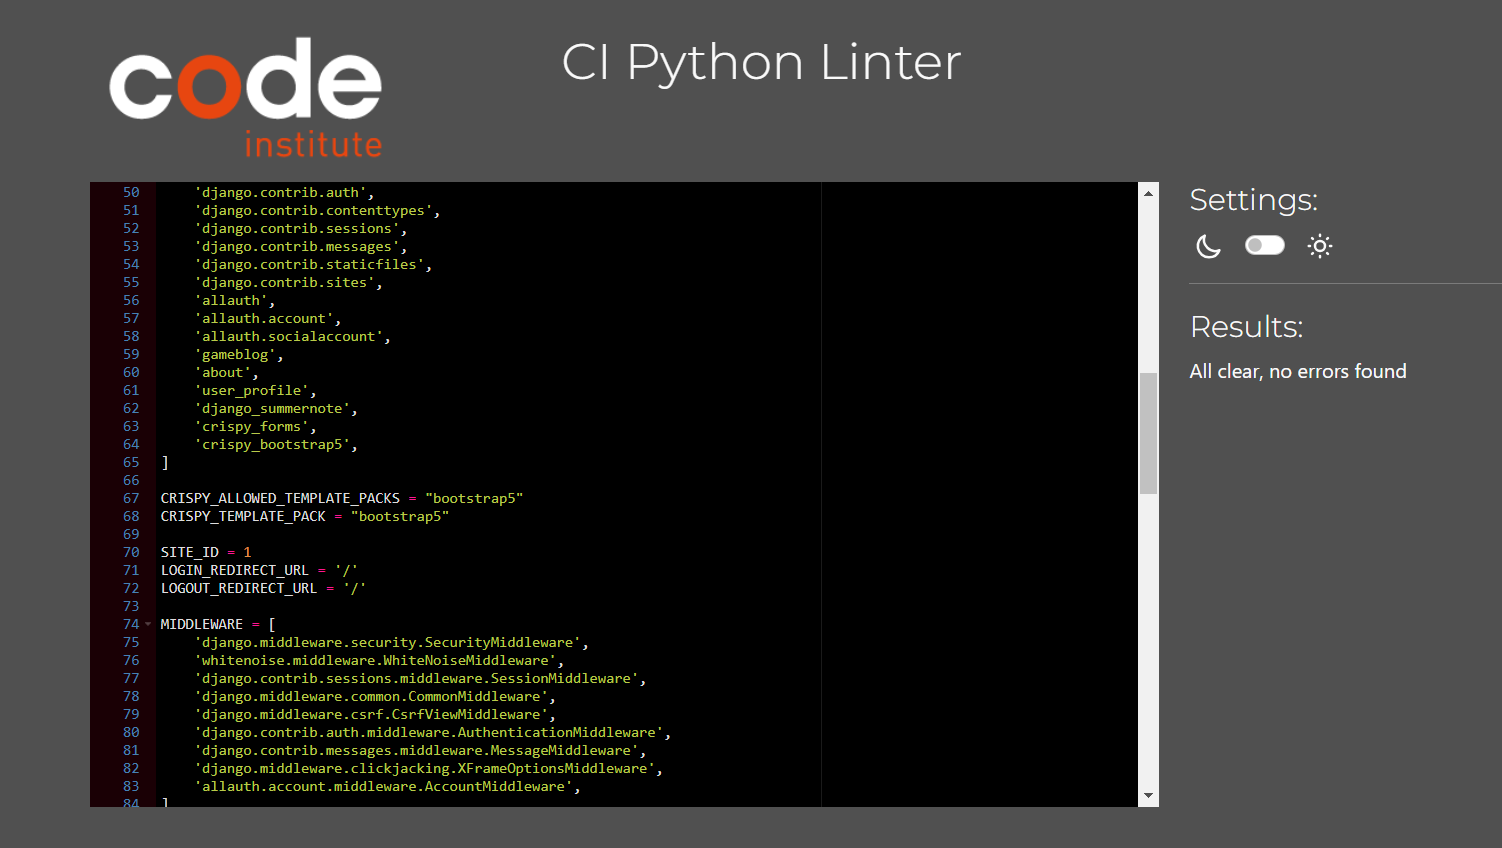 code
institute
CI Python Linter
50 'django.contrib.auth',
51 'django.contrib.contenttypes',
52 'django.contrib.sessions',
53 'django.contrib.messages',
54 'django.contrib.staticfiles',
55 'django.contrib.sites',
56 'allauth',
57 'allauth.account',
58 'allauth.socialaccount',
59 'gameblog',
60 'about',
61 'user_profile',
62 'django_summernote',
63 'crispy_forms',
64 'crispy_bootstrap5',
65 ]
66
67 CRISPY_ALLOWED_TEMPLATE_PACKS = "bootstrap5"
68 CRISPY_TEMPLATE_PACK = "bootstrap5"
69
70 SITE_ID = 1
71 LOGIN_REDIRECT_URL = '/'
72 LOGOUT_REDIRECT_URL = '/'
73
74 MIDDLEWARE = [
75 'django.middleware.security.SecurityMiddleware',
76 'whitenoise.middleware.WhiteNoiseMiddleware',
77 'django.contrib.sessions.middleware.SessionMiddleware',
78 'django.middleware.common.CommonMiddleware',
79 'django.middleware.csrf.CsrfViewMiddleware',
80 'django.contrib.auth.middleware.AuthenticationMiddleware',
81 'django.contrib.messages.middleware.MessageMiddleware',
82 'django.middleware.clickjacking.XFrameOptionsMiddleware',
83 'allauth.account.middleware.AccountMiddleware',
84 ]
Settings:
Results:
All clear, no errors found